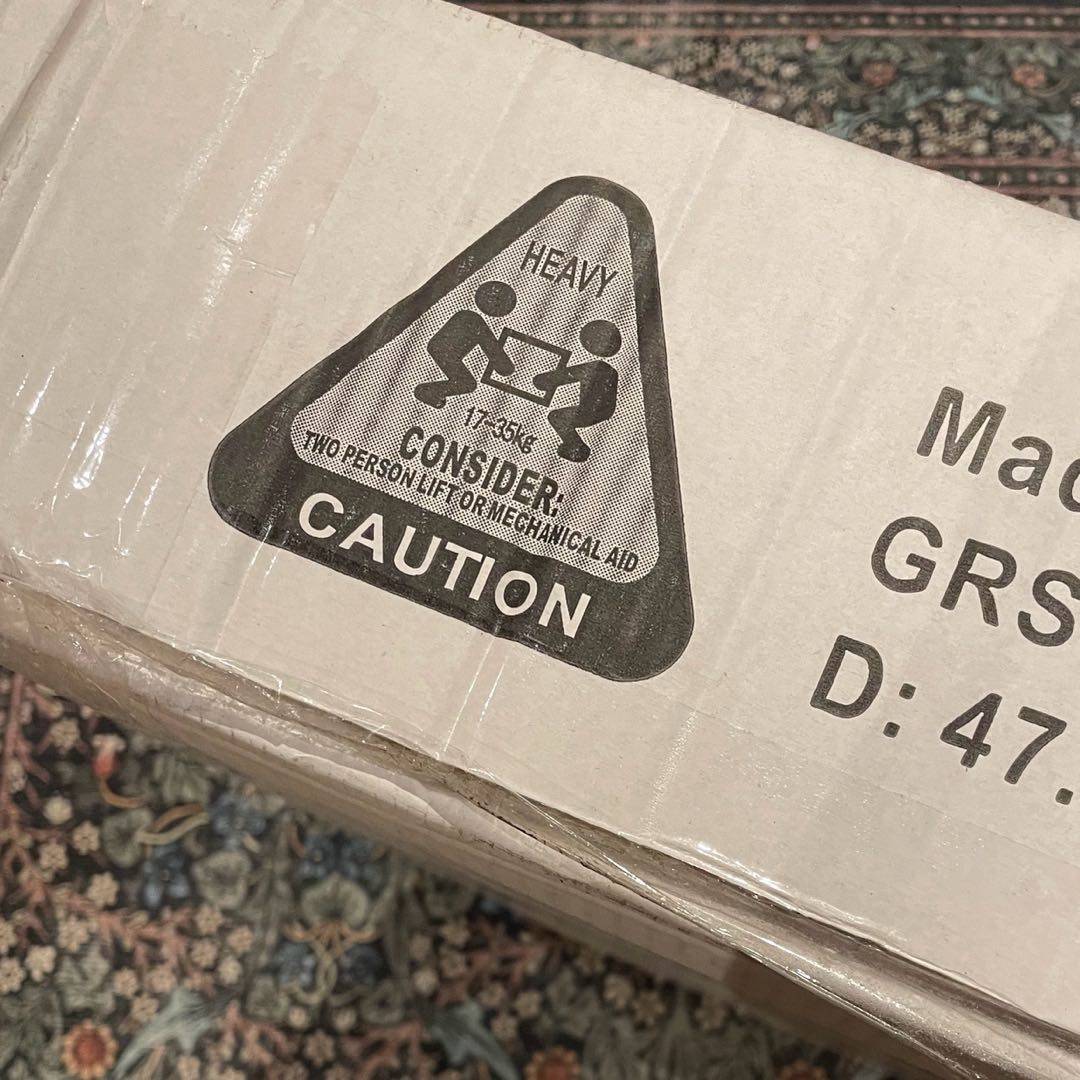 HEAVY
17-35kg
CONSIDER:
TWO PERSON LIFT OR MECHANICAL AID
CAUTION
Mad
GRS
D: 47.